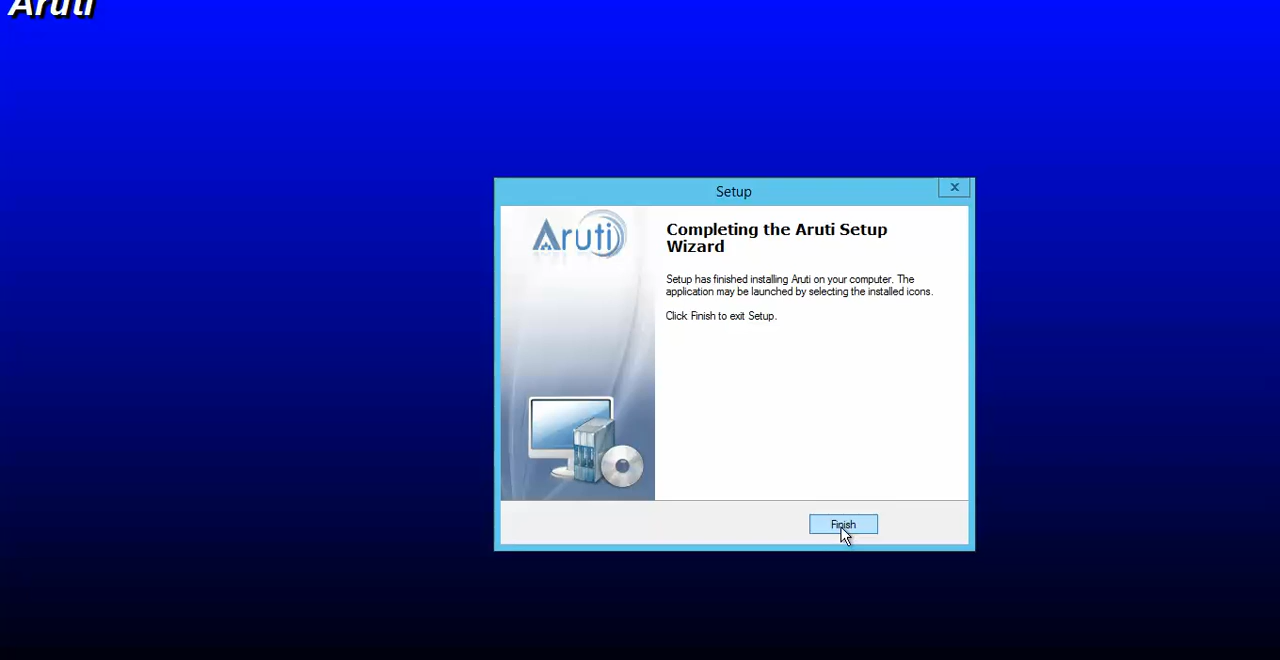 Aruti
Setup
Aruti
Completing the Aruti Setup
Wizard
Setup has finished installing Aruti on your computer. The
application may be launched by selecting the installed icons.
Click Finish to exit Setup.
Finish